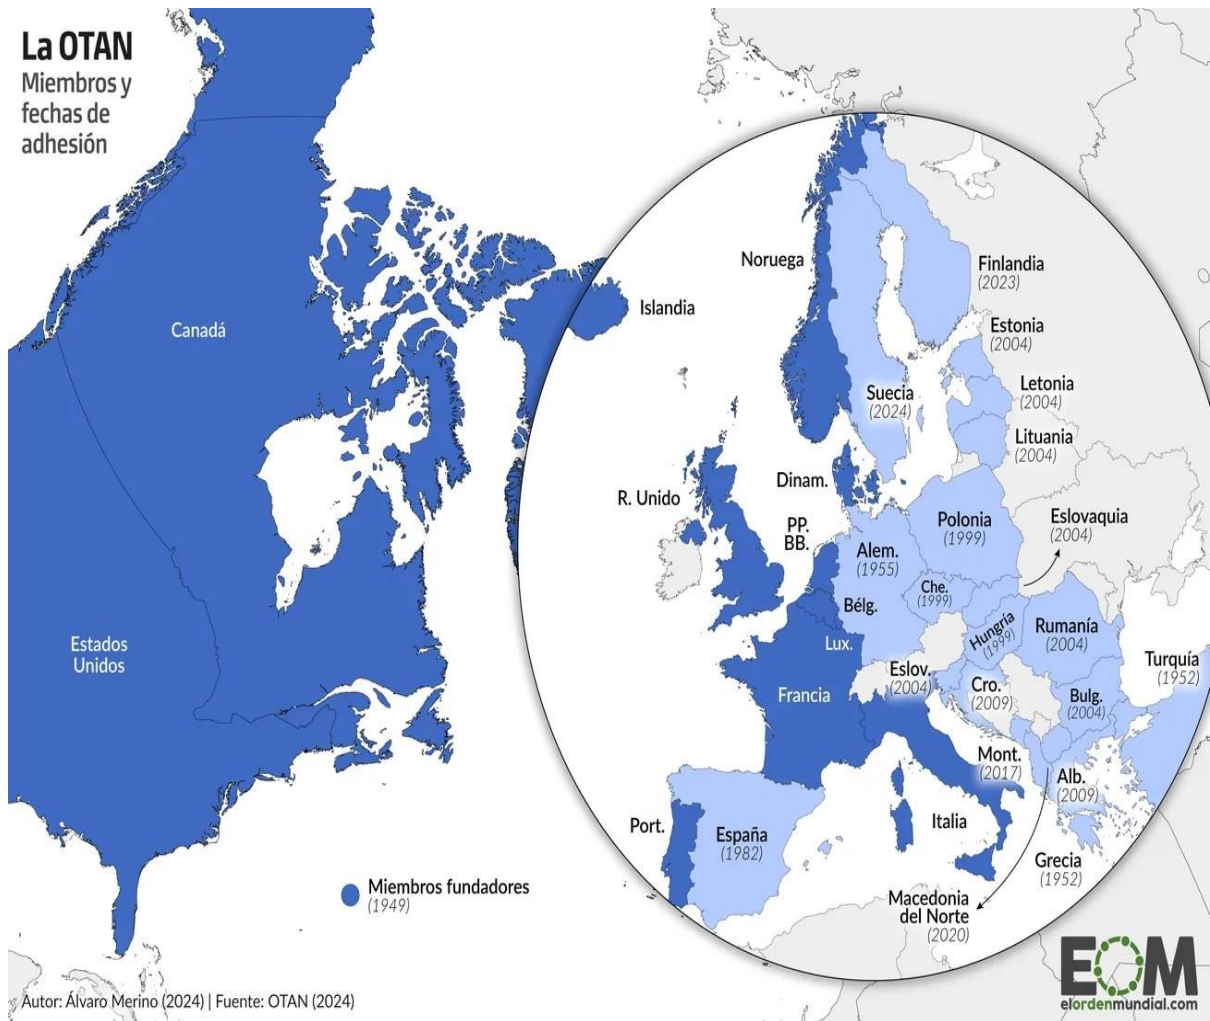 La OTAN
Miembros y
fechas de
adhesión
Canadá
Estados
Unidos
Islandia
Noruega
Finlandia
(2023)
Estonia
(2004)
Suecia
(2024)
Letonia
(2004)
Lituania
(2004)
Dinam.
R. Unido
PP.
BB.
Alem.
(1955)
Polonia
(1999)
Eslovaquia
(2004)
Che.
(1999)
Bélg.
Lux.
Hungría
(1999)
Rumanía
(2004)
Eslov.
(2004)
Turquía
(1952)
Francia
Cro.
(2009)
Bulg.
(2004)
Mont.
(2017)
Alb.
(2009)
Port.
España
(1982)
Italia
Grecia
(1952)
Macedonia
del Norte
(2020)
Miembros fundadores
(1949)
Autor: Álvaro Merino (2024) | Fuente: OTAN (2024)
EOM
elordenmundial.com